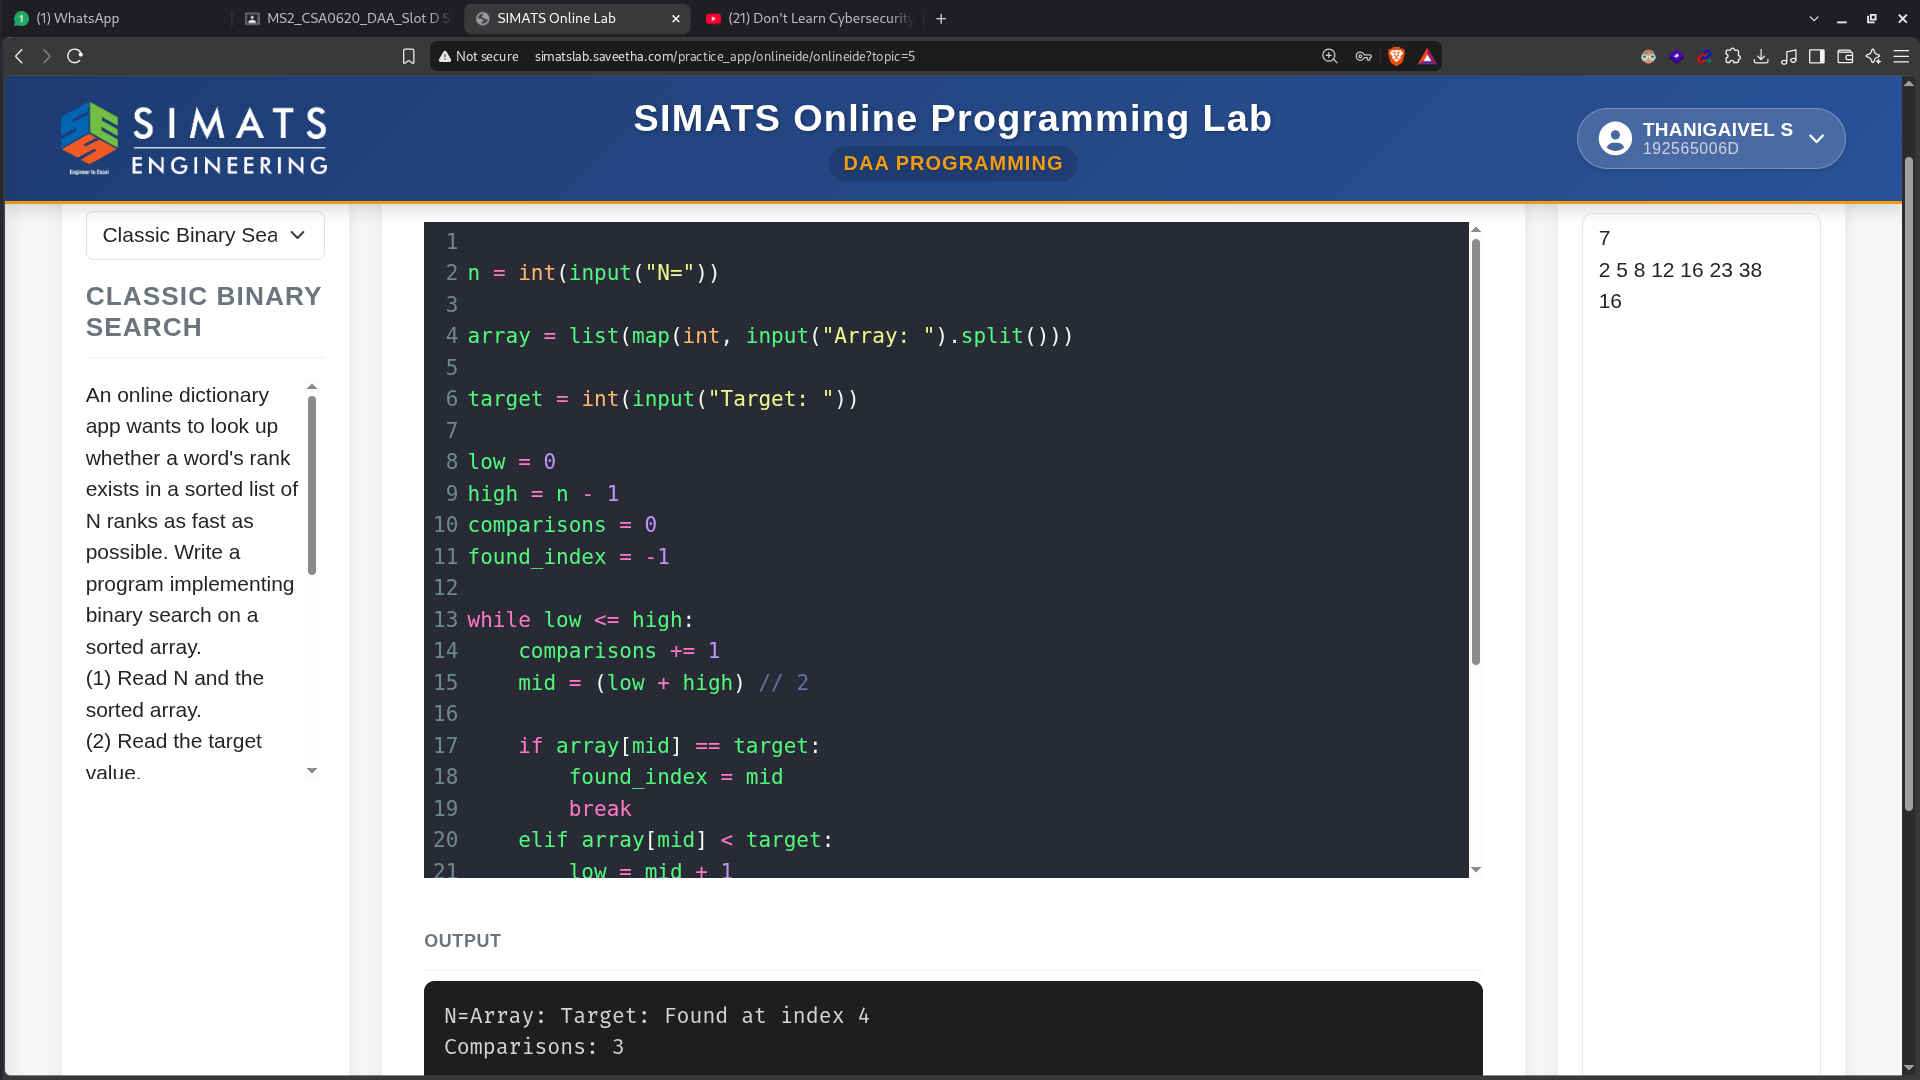 (1) WhatsApp
MS2_CSA0620_DAA_Slot D S
SIMATS Online Lab
(21) Don't Learn Cybersecurity
Not secure simatslab.saveetha.com/practice_app/onlineide/onlineide?topic=5
SIMATS
ENGINEERING
Engineer to Excel
SIMATS Online Programming Lab
DAA PROGRAMMING
THANIGAIVEL S
192565006D
Classic Binary Sea
CLASSIC BINARY
SEARCH
An online dictionary
app wants to look up
whether a word's rank
exists in a sorted list of
N ranks as fast as
possible. Write a
program implementing
binary search on a
sorted array.
(1) Read N and the
sorted array.
(2) Read the target
value.
1
2 n = int(input("N="))
3
4 array = list(map(int, input("Array: ").split()))
5
6 target = int(input("Target: "))
7
8 low = 0
9 high = n - 1
10 comparisons = 0
11 found_index = -1
12
13 while low <= high:
14     comparisons += 1
15     mid = (low + high) // 2
16
17     if array[mid] == target:
18         found_index = mid
19         break
20     elif array[mid] < target:
21         low = mid + 1
OUTPUT
N=Array: Target: Found at index 4
Comparisons: 3
7
2 5 8 12 16 23 38
16